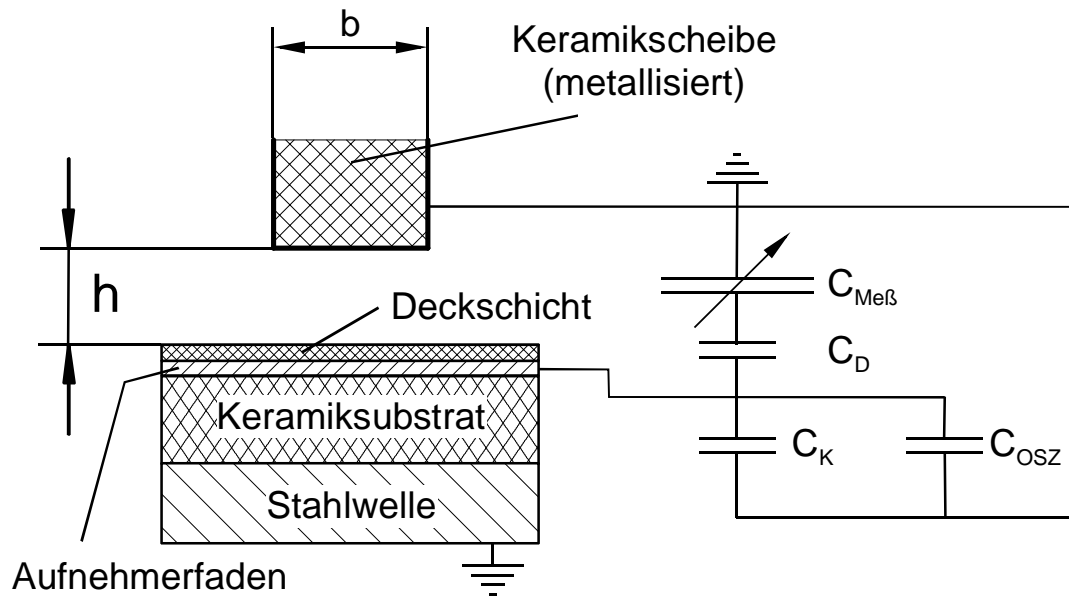 b
Keramikscheibe
(metallisiert)
h
Deckschicht
C_Meß
C_D
Keramiksubstrat
C_K
C_OSZ
Stahlwelle
Aufnehmerfaden